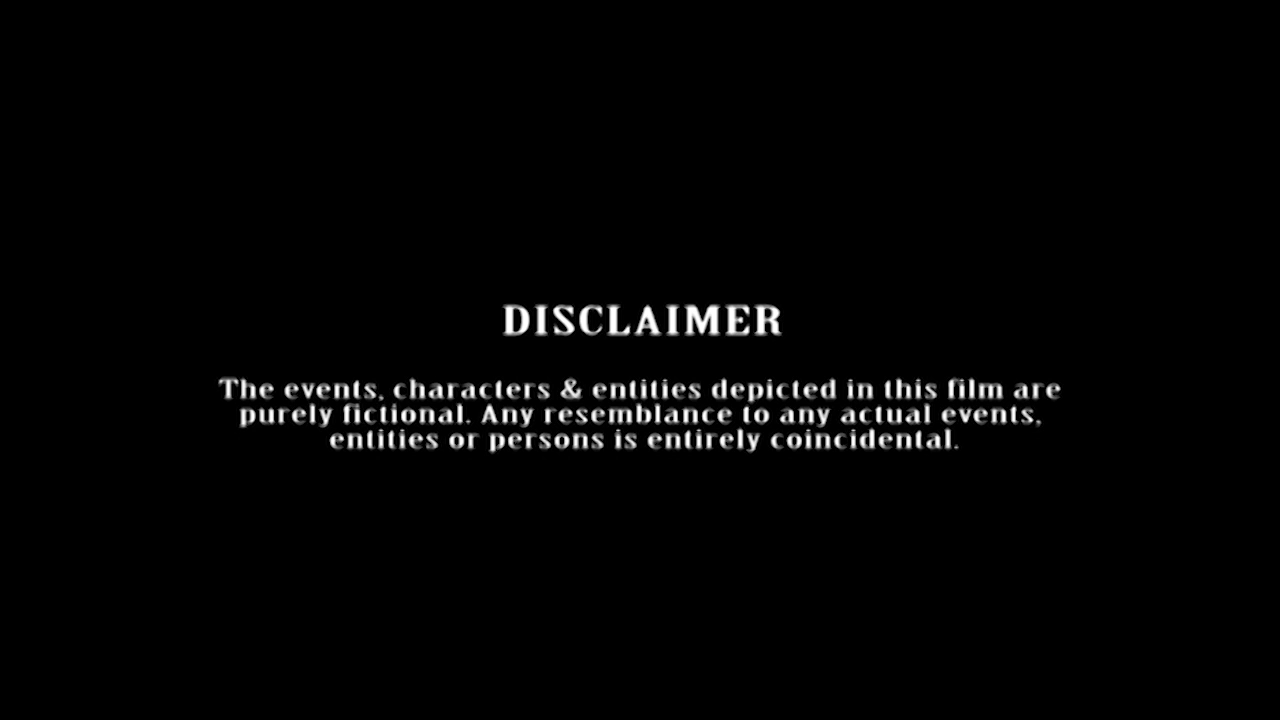 DISCLAIMER
The events, characters & entities depicted in this film are
purely fictional. Any resemblance to any actual events,
entities or persons is entirely coincidental.